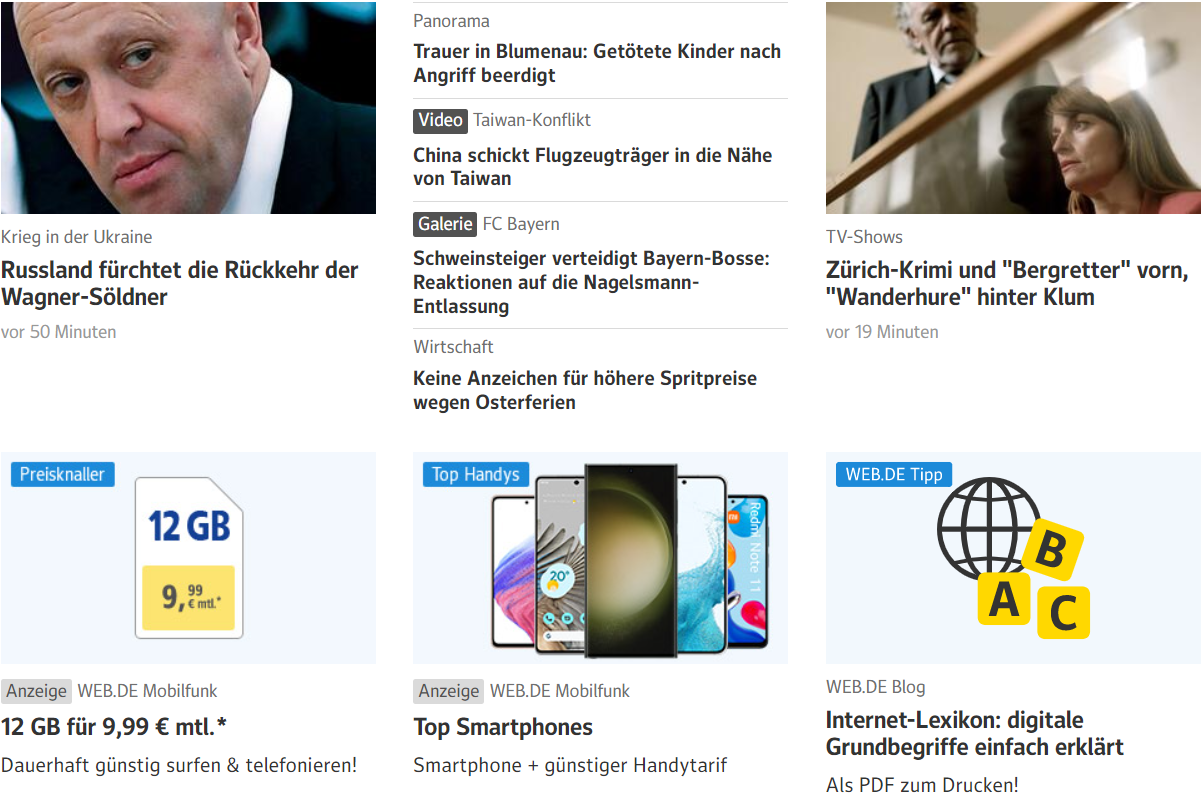 Krieg in der Ukraine
Russland fürchtet die Rückkehr der
Wagner-Söldner
vor 50 Minuten
Panorama
Trauer in Blumenau: Getötete Kinder nach
Angriff beerdigt
Video Taiwan-Konflikt
China schickt Flugzeugträger in die Nähe
von Taiwan
Galerie FC Bayern
Schweinsteiger verteidigt Bayern-Bosse:
Reaktionen auf die Nagelsmann-
Entlassung
Wirtschaft
Keine Anzeichen für höhere Spritpreise
wegen Osterferien
TV-Shows
Zürich-Krimi und "Bergretter" vorn,
"Wanderhure" hinter Klum
vor 19 Minuten
Preisknaller
12 GB
9,99
€ mtl.*
Anzeige WEB.DE Mobilfunk
12 GB für 9,99 € mtl.*
Dauerhaft günstig surfen & telefonieren!
Top Handys
20°
Redmi Note 11
Anzeige WEB.DE Mobilfunk
Top Smartphones
Smartphone + günstiger Handytarif
WEB.DE Tipp
B
A
C
WEB.DE Blog
Internet-Lexikon: digitale
Grundbegriffe einfach erklärt
Als PDF zum Drucken!